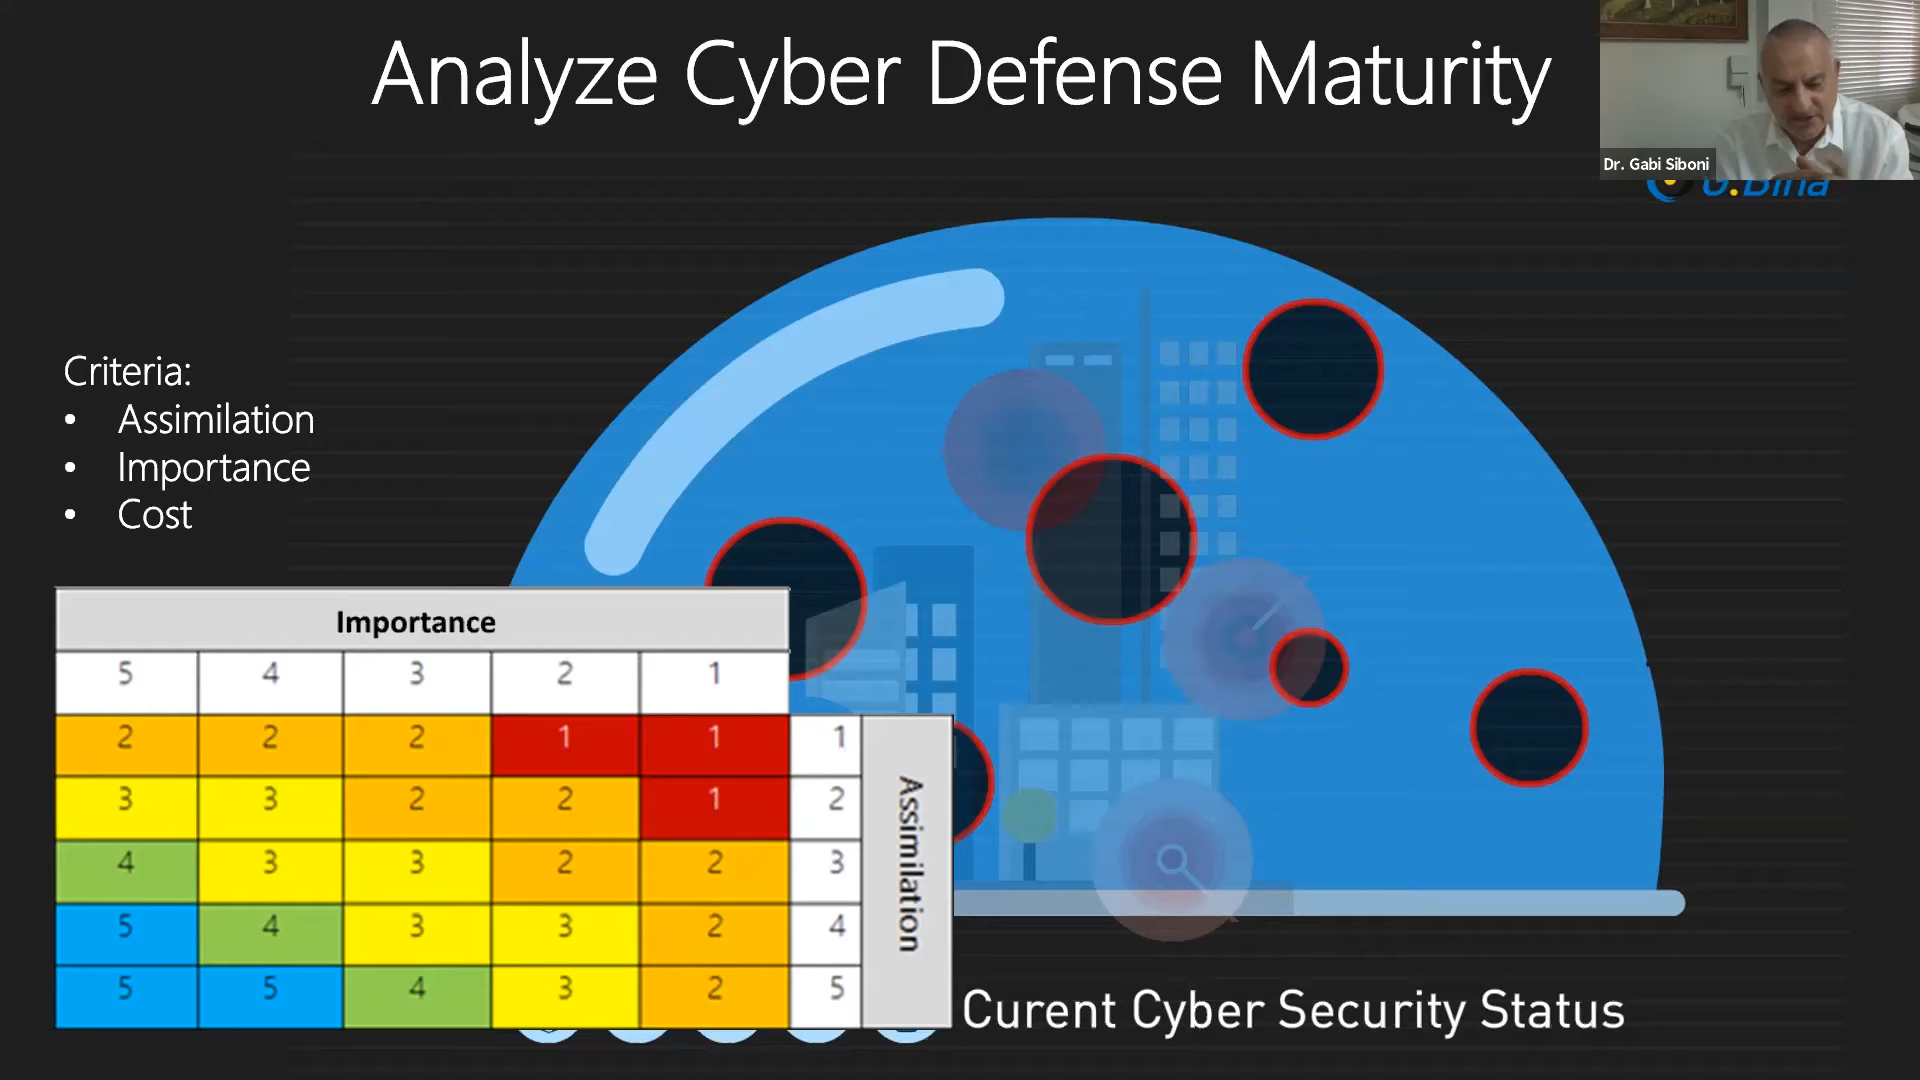 Analyze Cyber Defense Maturity
Dr. Gabi Siboni
G.Bina
Criteria:
• Assimilation
• Importance
• Cost
Importance
5 4 3 2 1
2 2 2 1 1 1
3 3 2 2 1 2
4 3 3 2 2 3
5 4 3 3 2 4
5 5 4 3 2 5
Assimilation
Curent Cyber Security Status